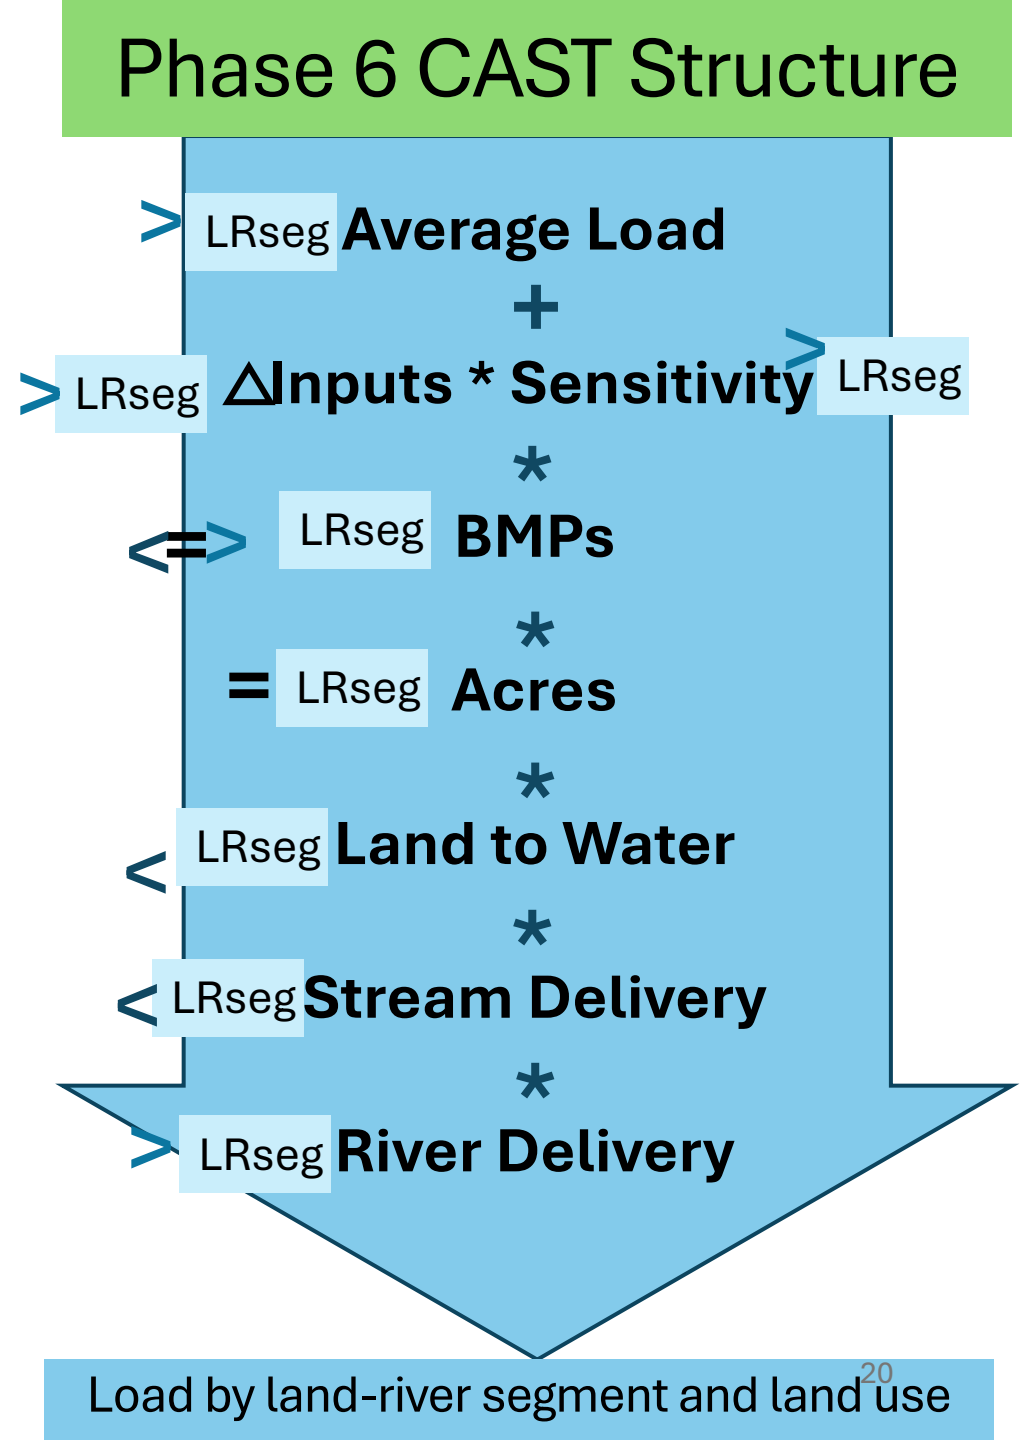 Phase 6 CAST Structure
> LRseg Average Load
+
> LRseg △Inputs * Sensitivity > LRseg
*
<=> LRseg BMPs
*
= LRseg Acres
*
< LRseg Land to Water
*
< LRseg Stream Delivery
*
> LRseg River Delivery
20
Load by land-river segment and land use